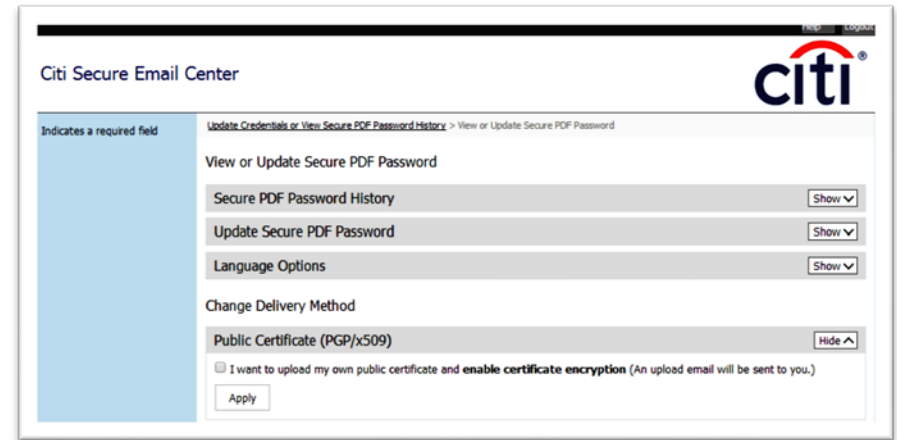 Help Logout
Citi Secure Email Center
citi®
Indicates a required field
Update Credentials or View Secure PDF Password History > View or Update Secure PDF Password
View or Update Secure PDF Password
Secure PDF Password History Show
Update Secure PDF Password Show
Language Options Show
Change Delivery Method
Public Certificate (PGP/x509) Hide
I want to upload my own public certificate and enable certificate encryption (An upload email will be sent to you.)
Apply